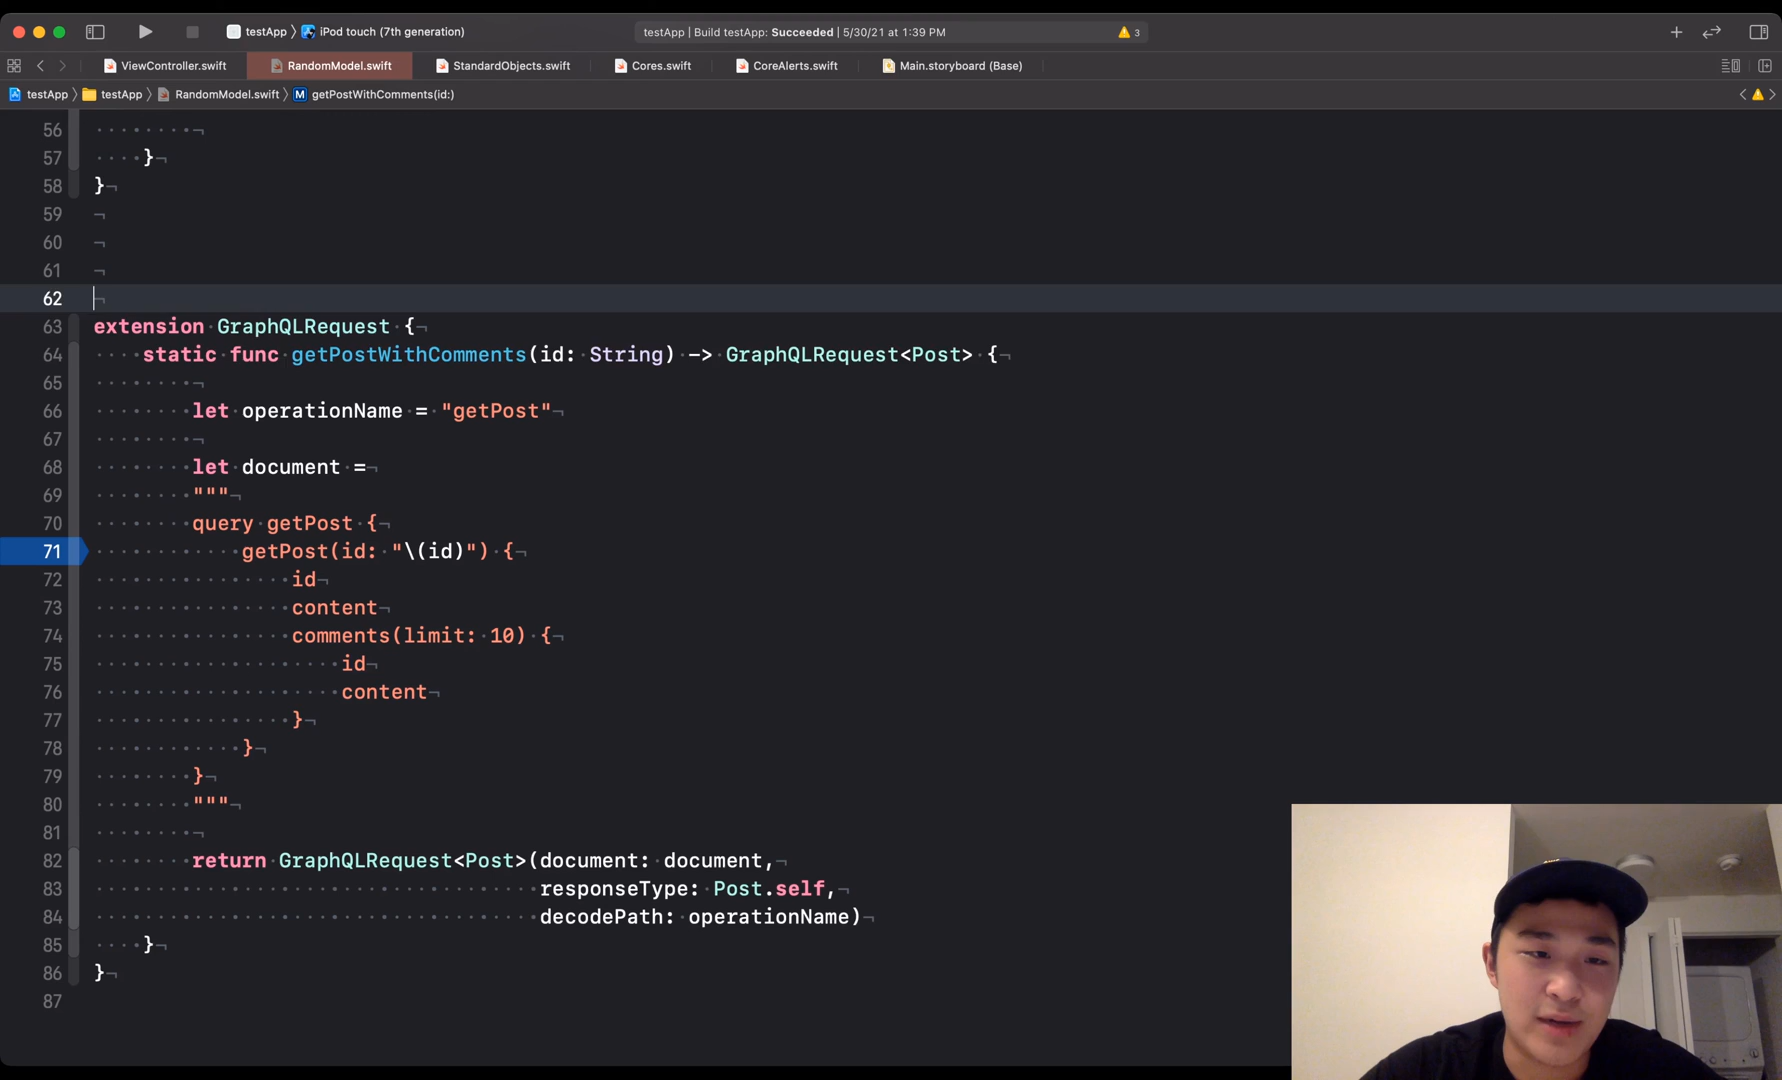 testApp 〉 iPod touch (7th generation)
testApp | Build testApp: Succeeded | 5/30/21 at 1:39 PM
3
ViewController.swift
RandomModel.swift
StandardObjects.swift
Cores.swift
CoreAlerts.swift
Main.storyboard (Base)
testApp 〉 testApp 〉 RandomModel.swift 〉 M getPostWithComments(id:)
56
57 }
58 }
59
60
61
62
63 extension GraphQLRequest {
64 static func getPostWithComments(id: String) -> GraphQLRequest<Post> {
65
66 let operationName = "getPost"
67
68 let document =
69 """
70 query getPost {
71 getPost(id: "\(id)") {
72 id
73 content
74 comments(limit: 10) {
75 id
76 content
77 }
78 }
79 }
80 """
81
82 return GraphQLRequest<Post>(document: document,
83 responseType: Post.self,
84 decodePath: operationName)
85 }
86 }
87